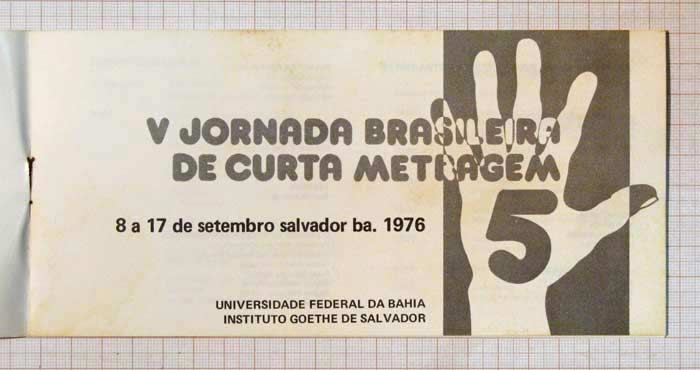 V JORNADA BRASILEIRA
DE CURTA METRAGEM
5
8 a 17 de setembro salvador ba. 1976
UNIVERSIDADE FEDERAL DA BAHIA
INSTITUTO GOETHE DE SALVADOR